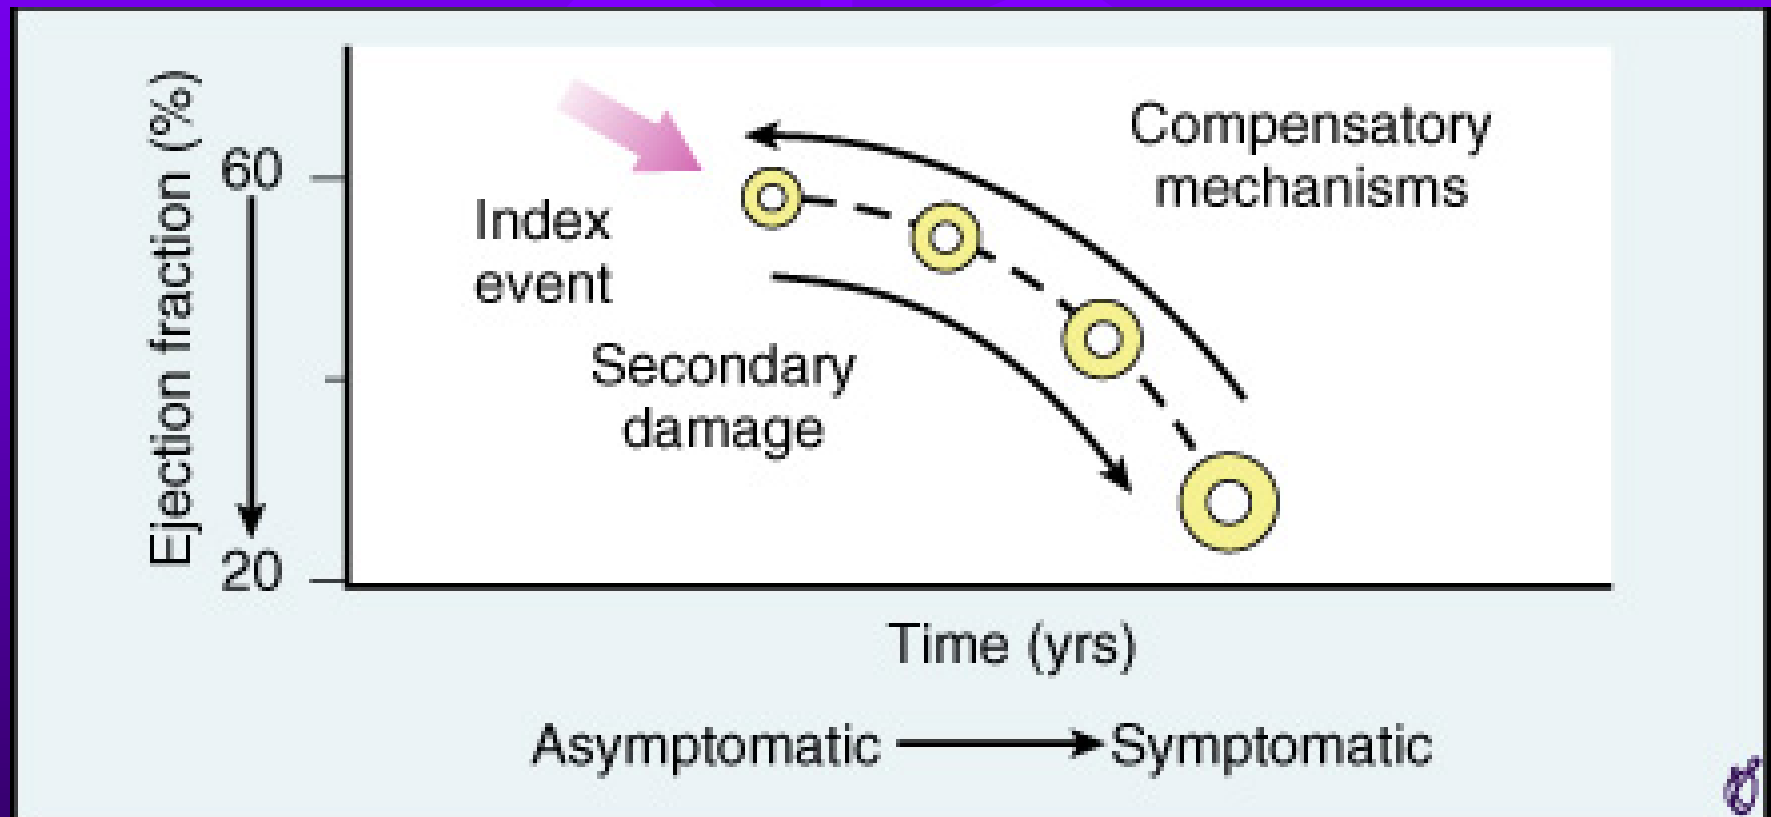 Ejection fraction (%)
60
20
Index
event
Secondary
damage
Compensatory
mechanisms
Time (yrs)
Asymptomatic
Symptomatic